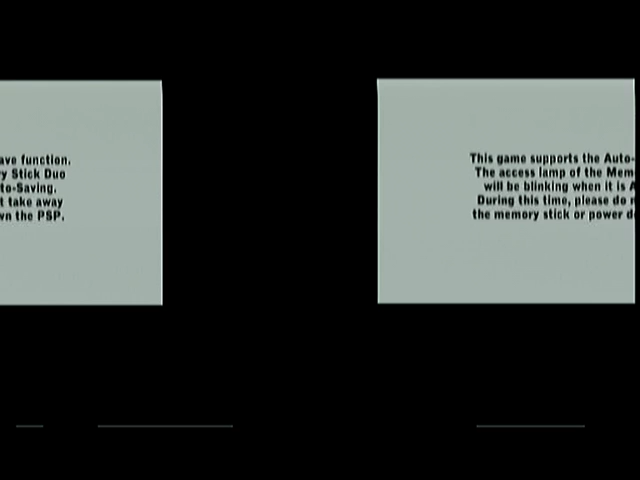 ave function.
y Stick Duo
to-Saving.
t take away
wn the PSP.
This game supports the Auto-
The access lamp of the Mem
will be blinking when it is A
During this time, please do
the memory stick or power d